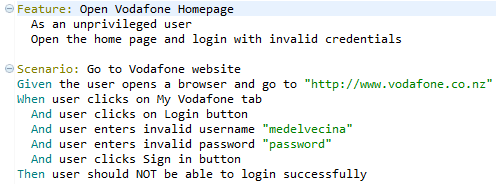 Feature: Open Vodafone Homepage
As an unprivileged user
Open the home page and login with invalid credentials
Scenario: Go to Vodafone website
Given the user opens a browser and go to "http://www.vodafone.co.nz"
When user clicks on My Vodafone tab
And user clicks on Login button
And user enters invalid username "medelvecina"
And user enters invalid password "password"
And user clicks Sign in button
Then user should NOT be able to login successfully